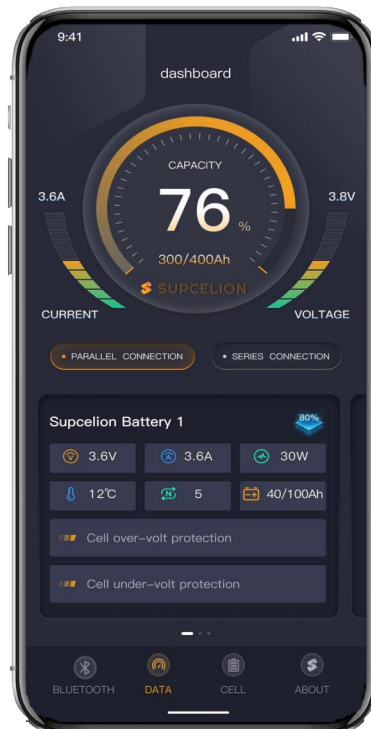 9:41
dashboard
CAPACITY
3.6A
3.8V
76 %
300/400Ah
SUPCELION
CURRENT
VOLTAGE
• PARALLEL CONNECTION
• SERIES CONNECTION
Supcelion Battery 1
80%
3.6V
3.6A
30W
12℃
N 5
40/100Ah
Cell over-volt protection
Cell under-volt protection
BLUETOOTH
DATA
CELL
ABOUT